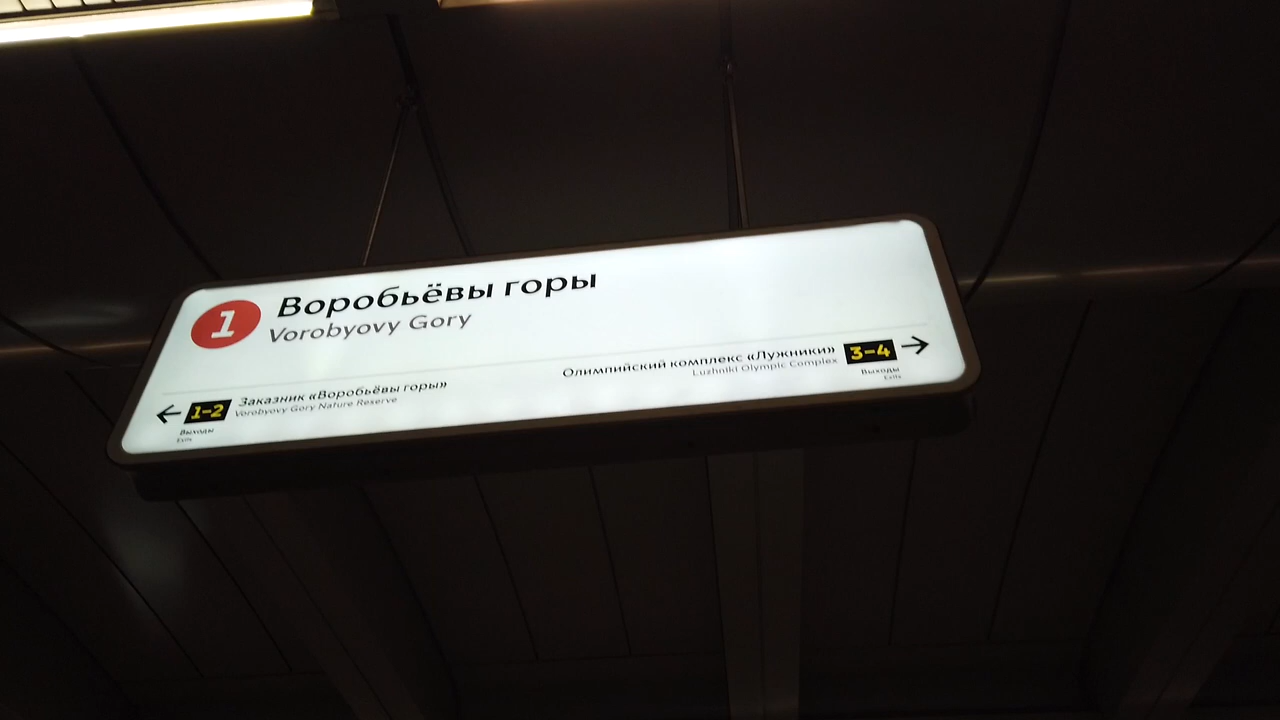 1 Воробьёвы горы
Vorobyovy Gory
Олимпийский комплекс «Лужники» 3-4 →
Luzhniki Olympic Complex
Выходы
Exits
← 1-2 Заказник «Воробьёвы горы»
Vorobyovy Gory Nature Reserve
Выходы
Exits